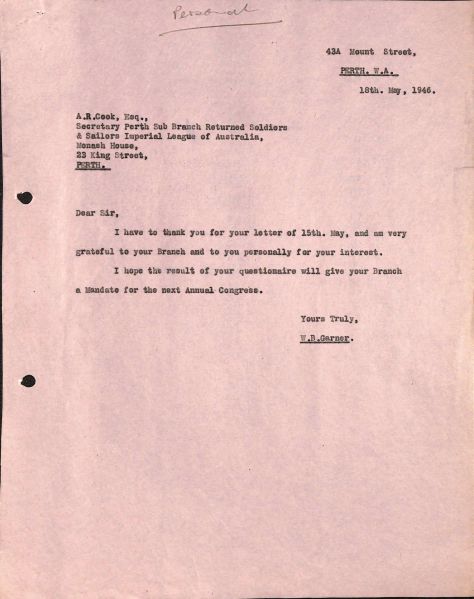 Personal
43A Mount Street,
PERTH. W.A.
18th. May, 1946.
A.R.Cook, Esq.,
Secretary Perth Sub Branch Returned Soldiers
& Sailors Imperial League of Australia,
Monash House,
23 King Street,
PERTH.
Dear Sir,
I have to thank you for your letter of 15th. May, and am very
grateful to your Branch and to you personally for your interest.
I hope the result of your questionaire will give your Branch
a Mandate for the next Annual Congress.
Yours Truly,
W.B.Garner.